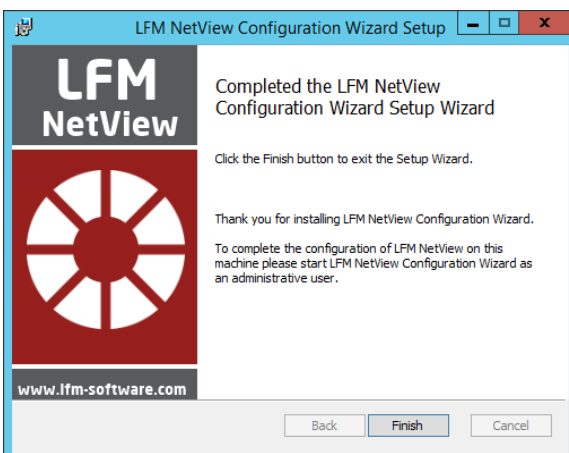 LFM NetView Configuration Wizard Setup
LFM
NetView
www.lfm-software.com
Completed the LFM NetView
Configuration Wizard Setup Wizard
Click the Finish button to exit the Setup Wizard.
Thank you for installing LFM NetView Configuration Wizard.
To complete the configuration of LFM NetView on this
machine please start LFM NetView Configuration Wizard as
an administrative user.
Back
Finish
Cancel